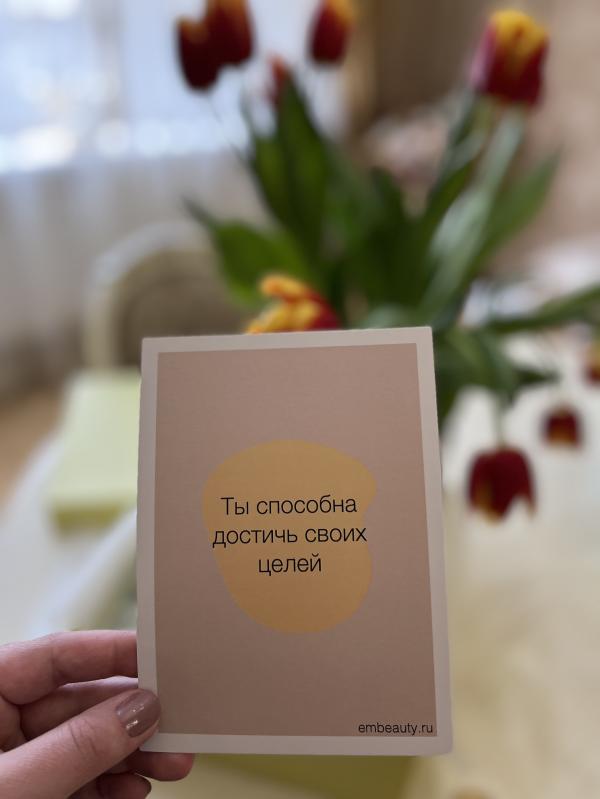 Ты способна
достичь своих
целей
embeauty.ru